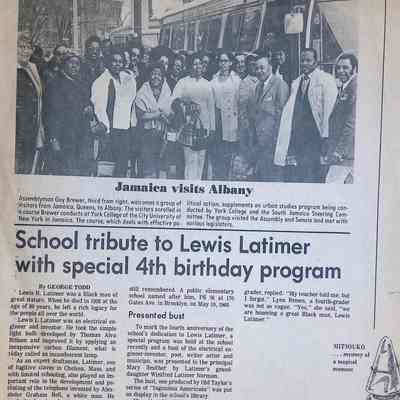 Jamaica visits Albany
Assemblyman Guy Brewer, third from right, welcomes a group of
visitors from Jamaica, Queens, to Albany. The visitors enrolled in
a course Brewer conducts at York College of the City University of
New York in Jamaica. The course, which deals with effective po-
litical action, supplements an urban studies program being con-
ducted by York College and the South Jamaica Steering Com-
mittee. The group visited the Assembly and Senate and met with
various legislators.
School tribute to Lewis Latimer
with special 4th birthday program
By GEORGE TODD
Lewis H. Latimer was a Black man of
great stature. When he died in 1928 at the
age of 80 years, he left a rich legacy for
the people all over the world.
Lewis L Latimer was an electrical en-
gineer and inventor. He took the simple
light bulb developed by Thomas Alva
Edison and improved it by applying an
inexpensive carbon filament, what is
today called an incandescent lamp.
As an expert draftsman, Latimer, son
of fugitive slaves in Chelsea, Mass. and
with limited schooling, also played an im-
portant role in the development and pa-
tenting of the telephone invented by Alex-
ander Graham Bell, a white man. He
still remembered. A public elementary
school named after him, PS 56 at 170
Gates Ave. in Brooklyn, on May 19, 1968.
Presented bust
To mark the fourth anniversary of the
school's dedication to Lewis Latimer, a
special program was held at the school
recently and a bust of the electrical en-
gineer-inventor, poet, writer artist and
musician, was presented to the principal
Mary Beether by Latimer's grand-
daughter Winifred Latimer Norman.
The bust, one produced by Old Taylor's
series of "Ingenious Americans" was put
on display in the school's library
grader, replied: "My teacher told me, but
I forgot." Lynn Brown, a fourth-grader
was not as vague. "Yes," she said, "we
are honoring a great Black man, Lewis
Latimer."
MITSOUKO
. . . mystery of
a musical
moment